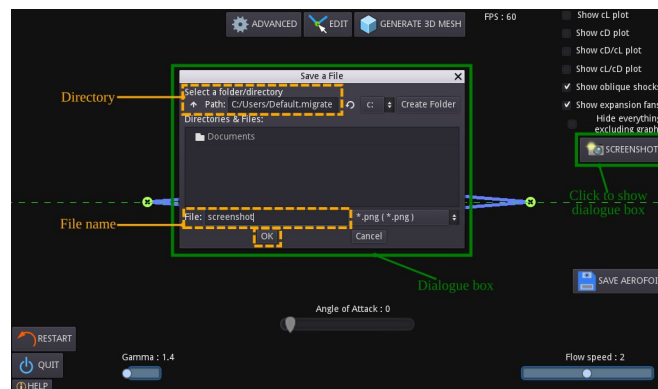 ADVANCED
EDIT
GENERATE 3D MESH
FPS : 60
Show cL plot
Show cD plot
Show cD/cL plot
Show cL/cD plot
Show oblique shocks
Show expansion fans
Hide everything
excluding graph
SCREENSHOT
Click to show
dialogue box
Save a File
Select a folder/directory
Path: C:/Users/Default.migrate
c:
Create Folder
Directories & Files:
Documents
File: screenshot
*.png ( *.png )
OK
Cancel
Directory
File name
Dialogue box
SAVE AEROFOI
Angle of Attack : 0
RESTART
QUIT
HELP
Gamma : 1.4
Flow speed : 2